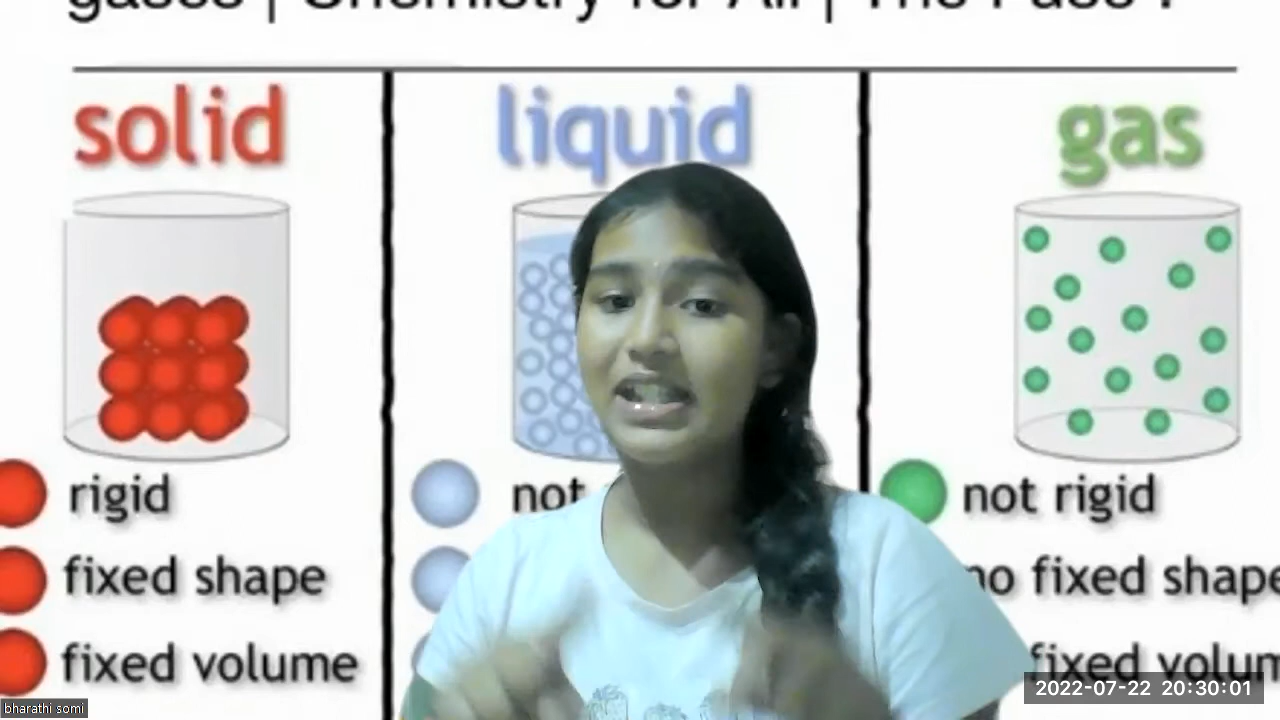 gases | Chemistry for All | The Fuse
solid
liquid
gas
rigid
not
not rigid
fixed shape
no fixed shape
fixed volume
fixed volum
2022-07-22 20:30:01
bharathi somi